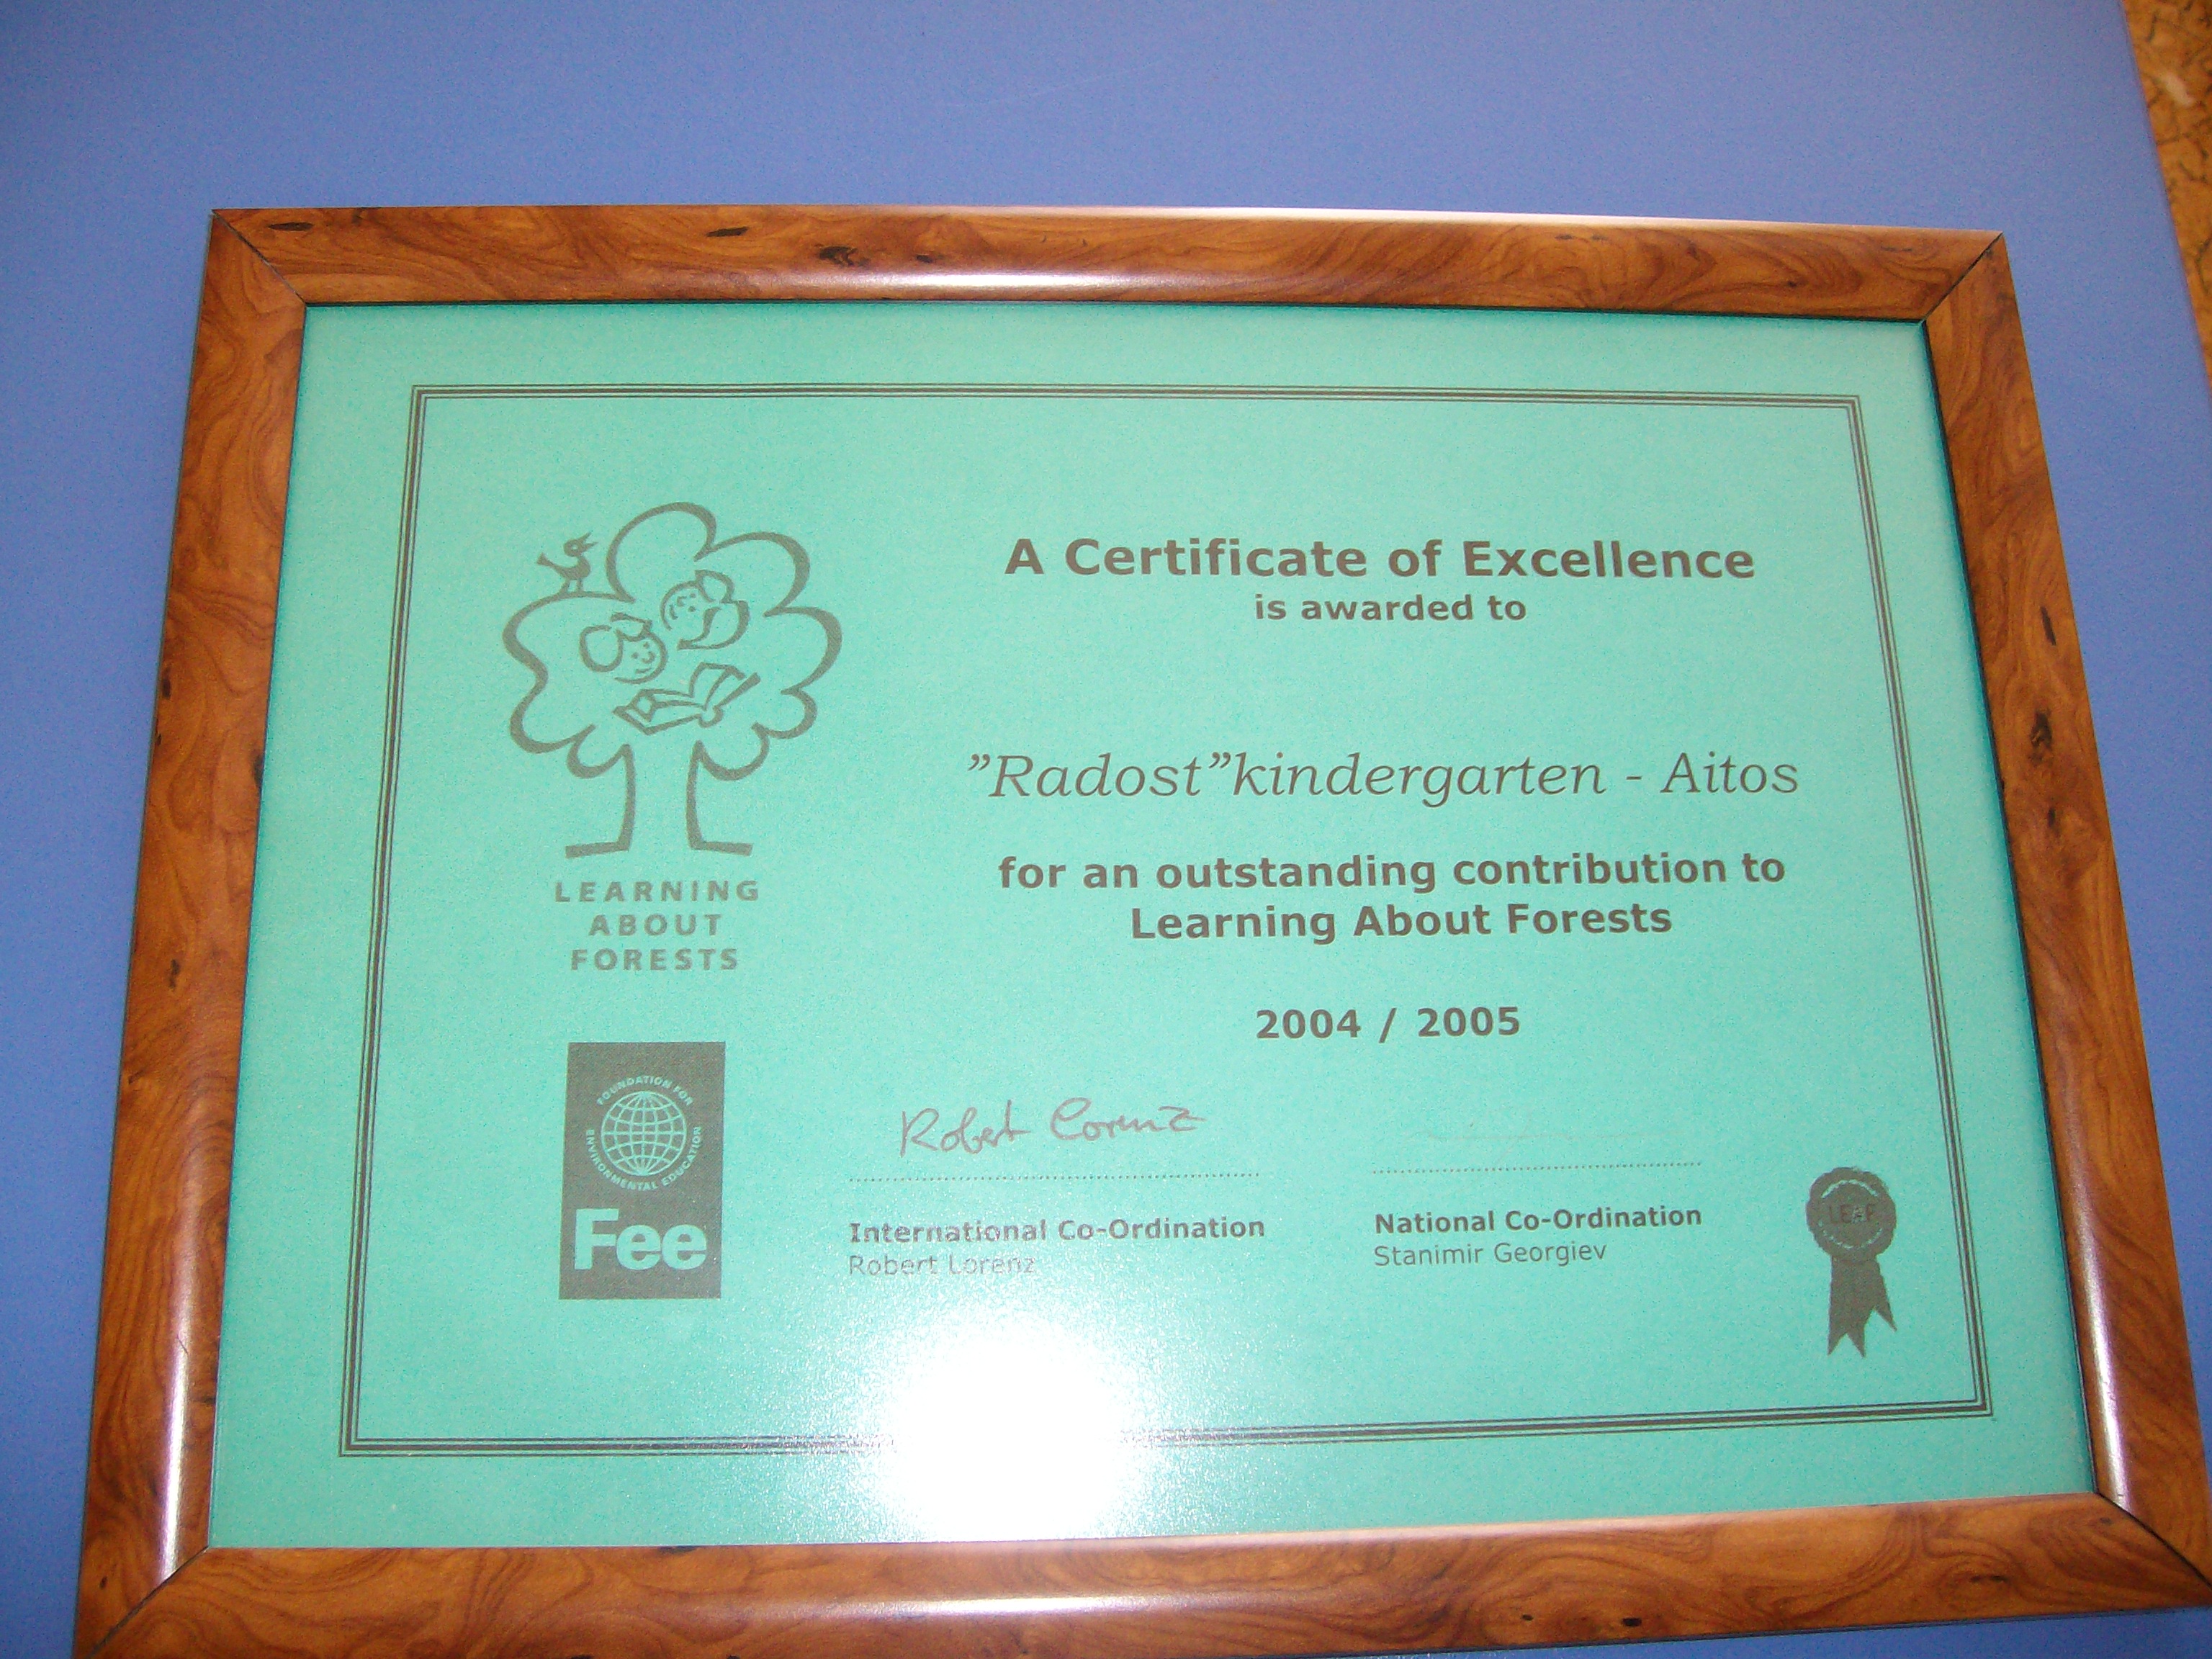 A Certificate of Excellence
is awarded to
”Radost”kindergarten - Aitos
for an outstanding contribution to
Learning About Forests
2004 / 2005
LEARNING
ABOUT
FORESTS
FOUNDATION FOR
ENVIRONMENTAL EDUCATION
Fee
Robert Lorenz
International Co-Ordination
Robert Lorenz
National Co-Ordination
Stanimir Georgiev
LEAF